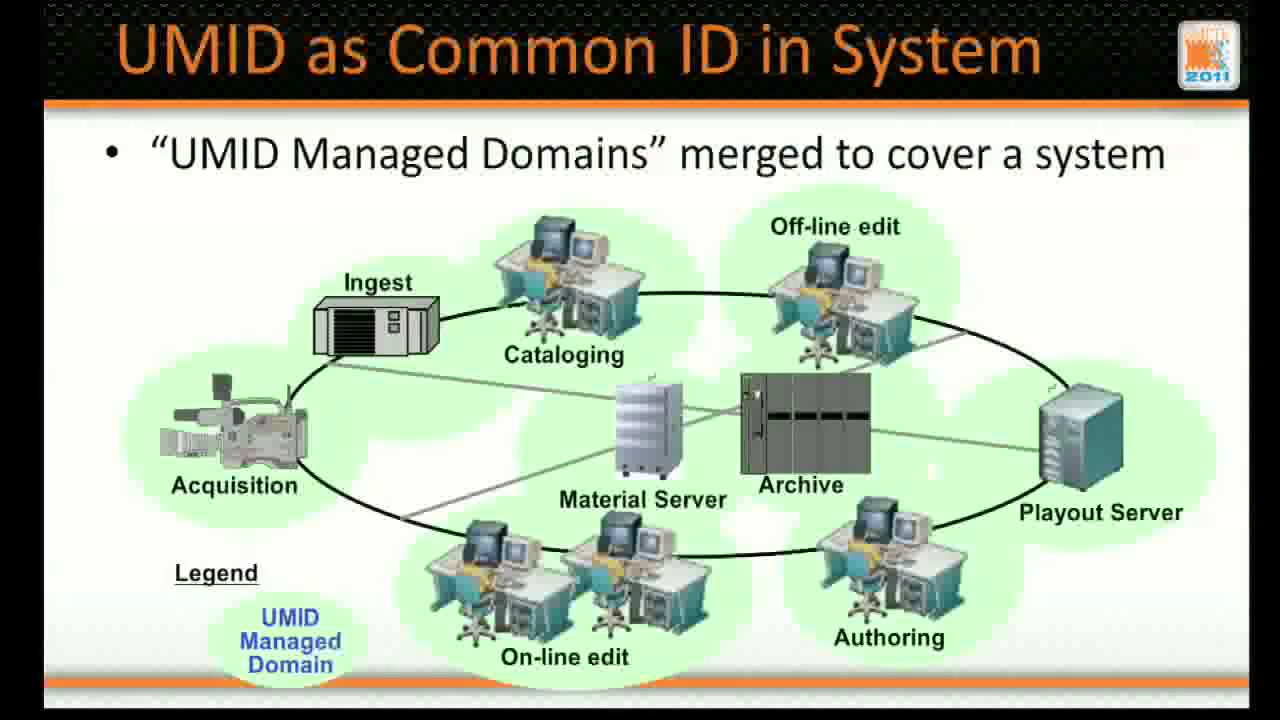 UMID as Common ID in System
2011
• “UMID Managed Domains” merged to cover a system
Off-line edit
Ingest
Cataloging
Acquisition
Material Server
Archive
Playout Server
Legend
UMID
Managed
Domain
On-line edit
Authoring